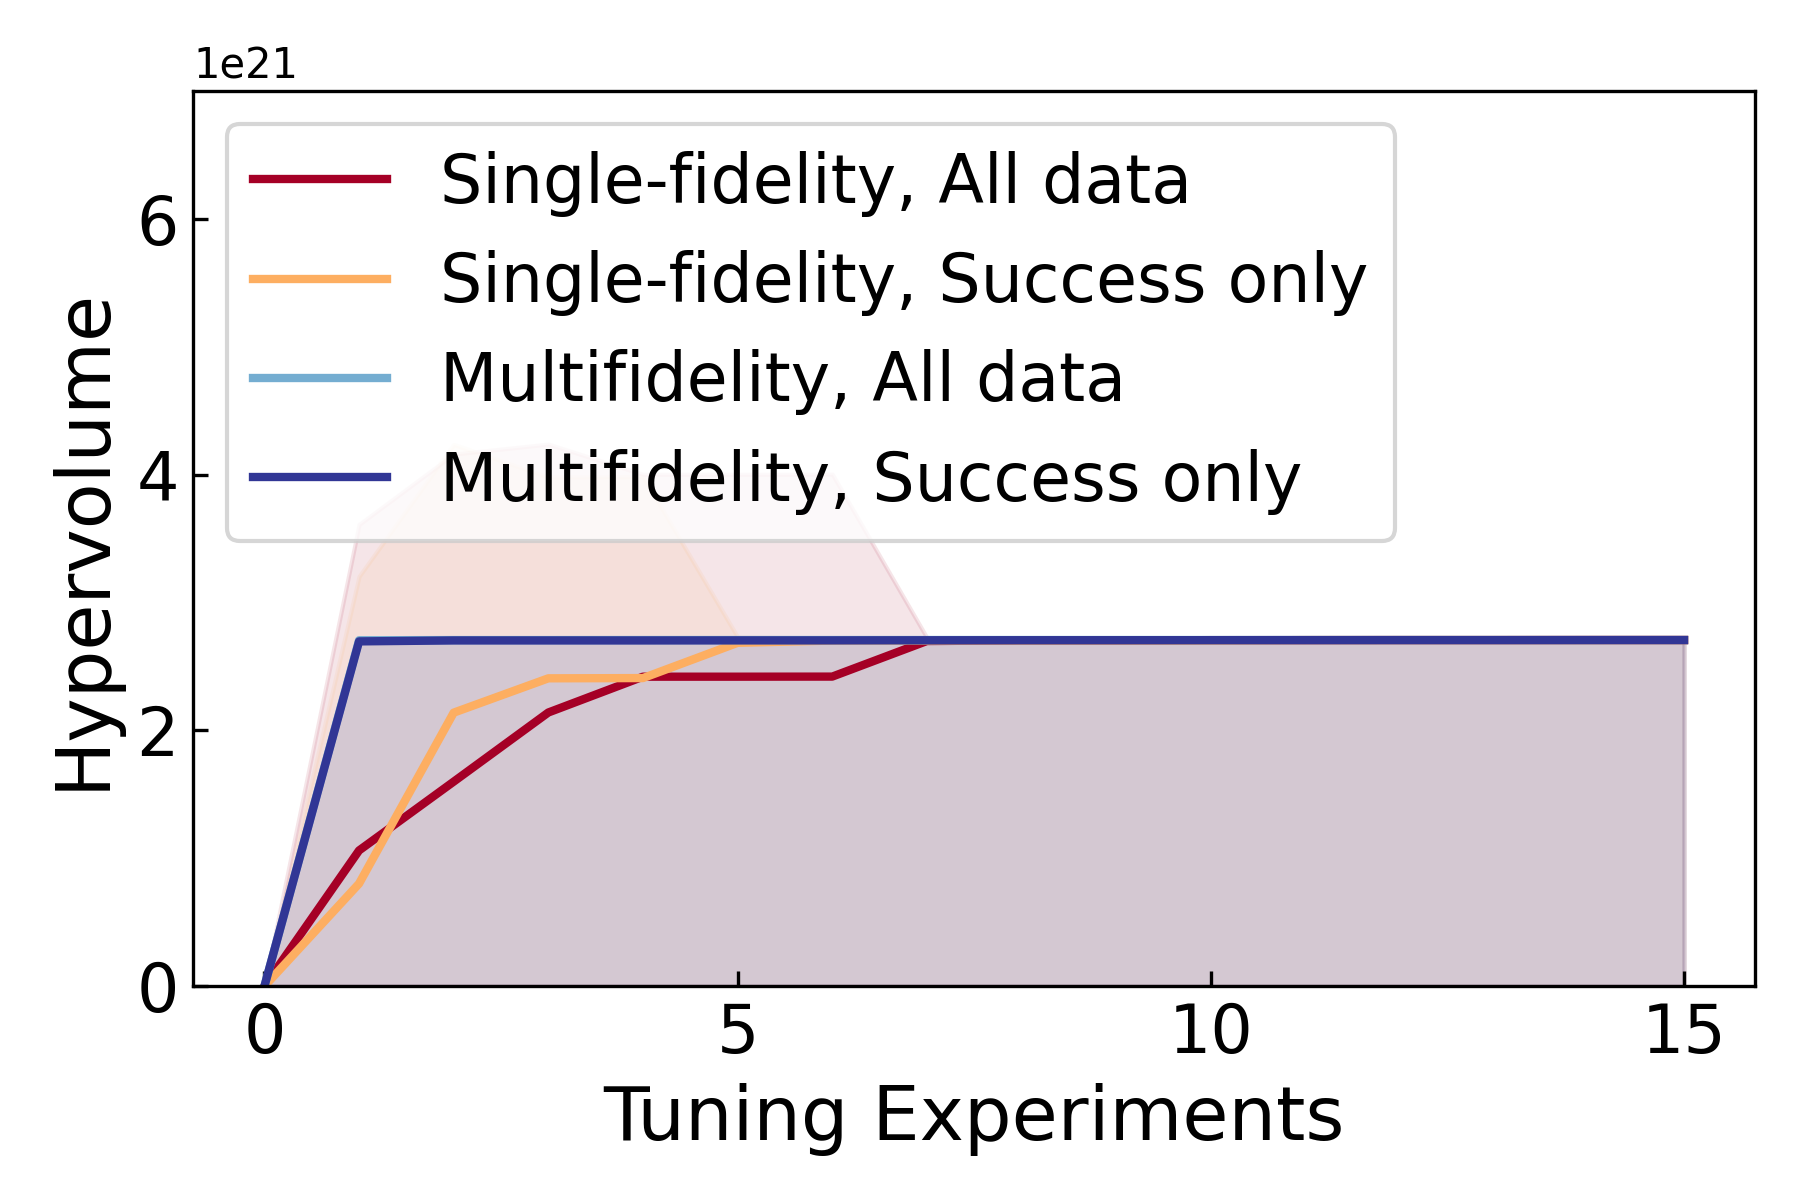 1e21
Single-fidelity, All data
Single-fidelity, Success only
Multifidelity, All data
Multifidelity, Success only
Hypervolume
6
4
2
0
0 5 10 15
Tuning Experiments